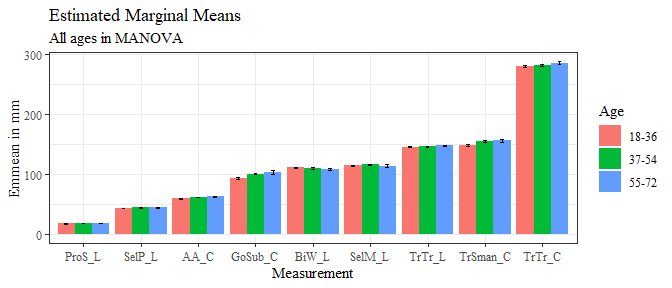 Estimated Marginal Means
All ages in MANOVA
Emmean in mm
300
200
100
0
ProS_L SelP_L AA_C GoSub_C BiW_L SelM_L TrTr_L TrSman_C TrTr_C
Measurement
Age
18-36
37-54
55-72